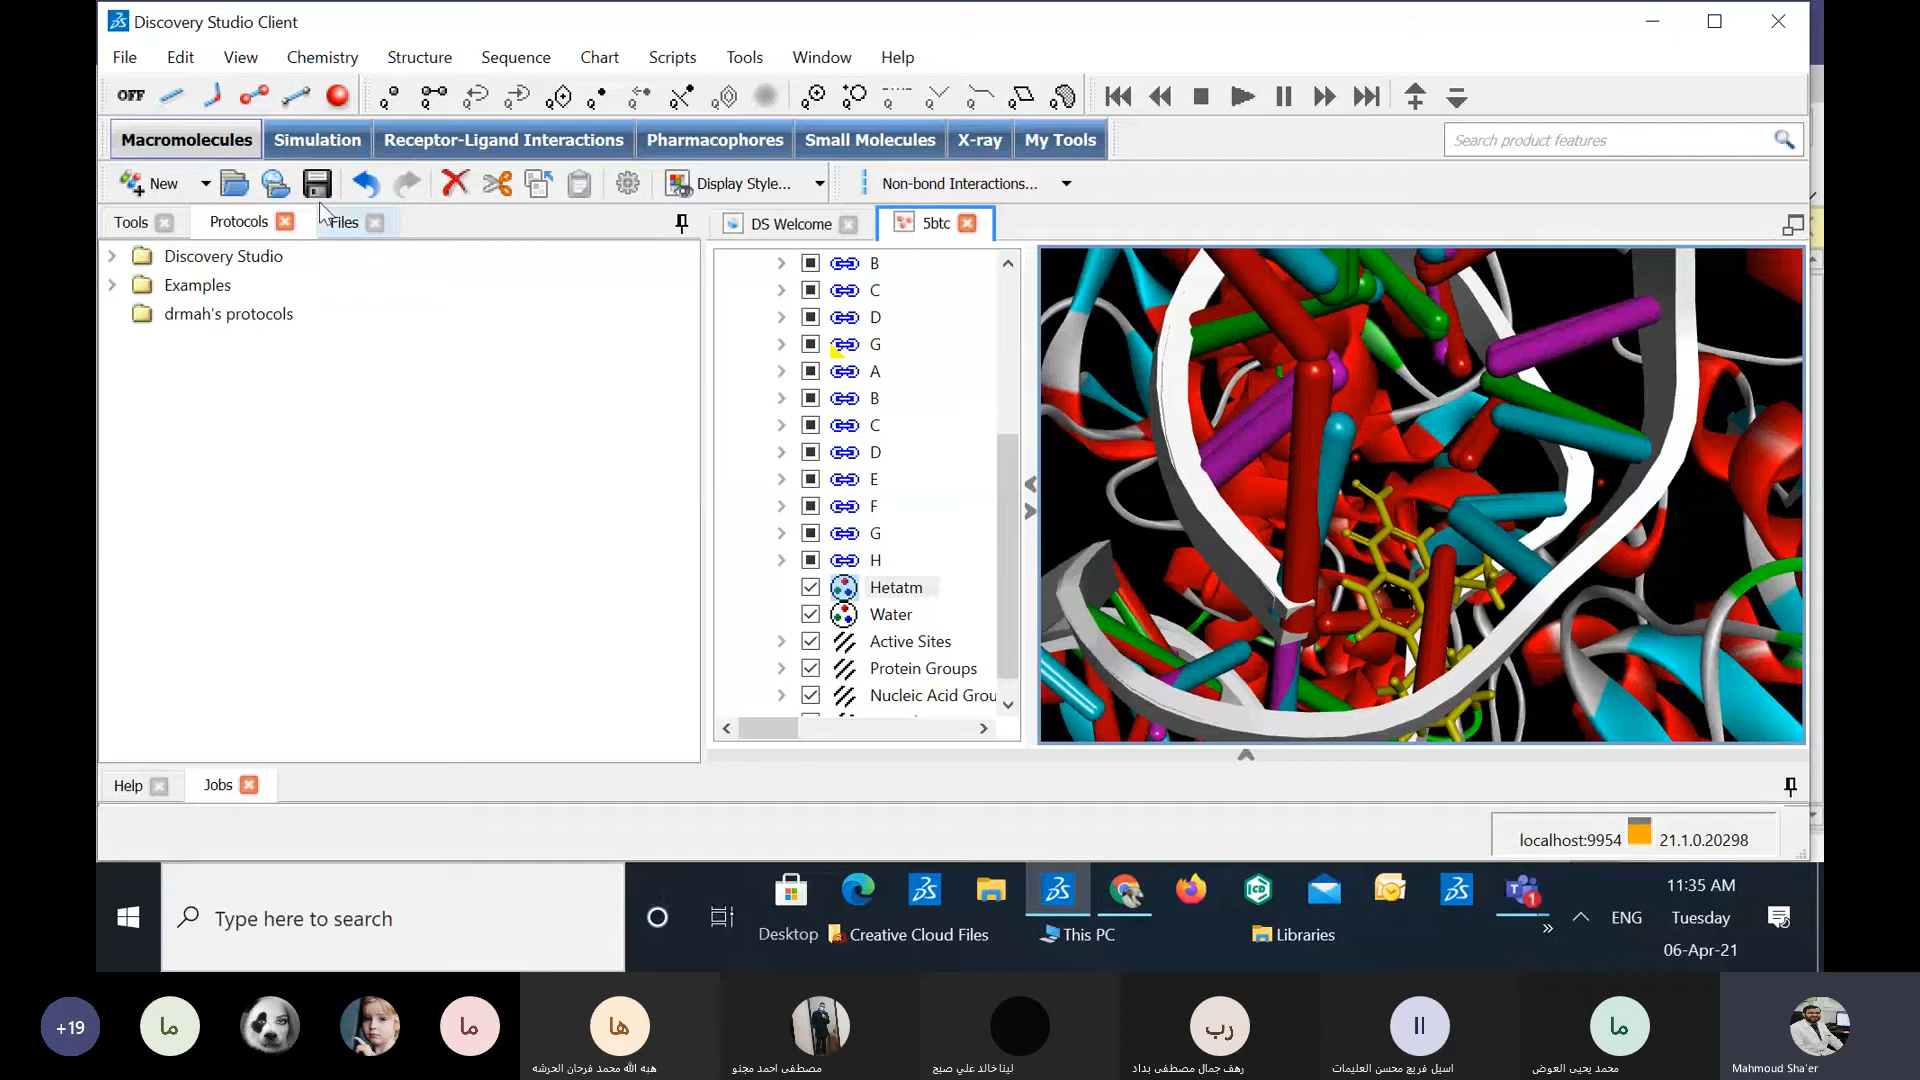 Discovery Studio Client
File Edit View Chemistry Structure Sequence Chart Scripts Tools Window Help
OFF
Macromolecules Simulation Receptor-Ligand Interactions Pharmacophores Small Molecules X-ray My Tools Search product features
New Display Style... Non-bond Interactions...
Tools Protocols Files DS Welcome 5btc
Discovery Studio
Examples
drmah's protocols
B
C
D
G
A
B
C
D
E
F
G
H
Hetatm
Water
Active Sites
Protein Groups
Nucleic Acid Grou
Help Jobs
localhost:9954 21.1.0.20298
Type here to search
Desktop Creative Cloud Files This PC Libraries
1
ENG
11:35 AM
Tuesday
06-Apr-21
+19 ما ما ها رب اا ما
هبه الله محمد فرحان الحرشه
مصطفى احمد مجنو
لينا خالد علي صبح
رهف جمال مصطفى بداد
اسيل فريح محسن العليمات
محمد يحيى العوض
Mahmoud Sha'er